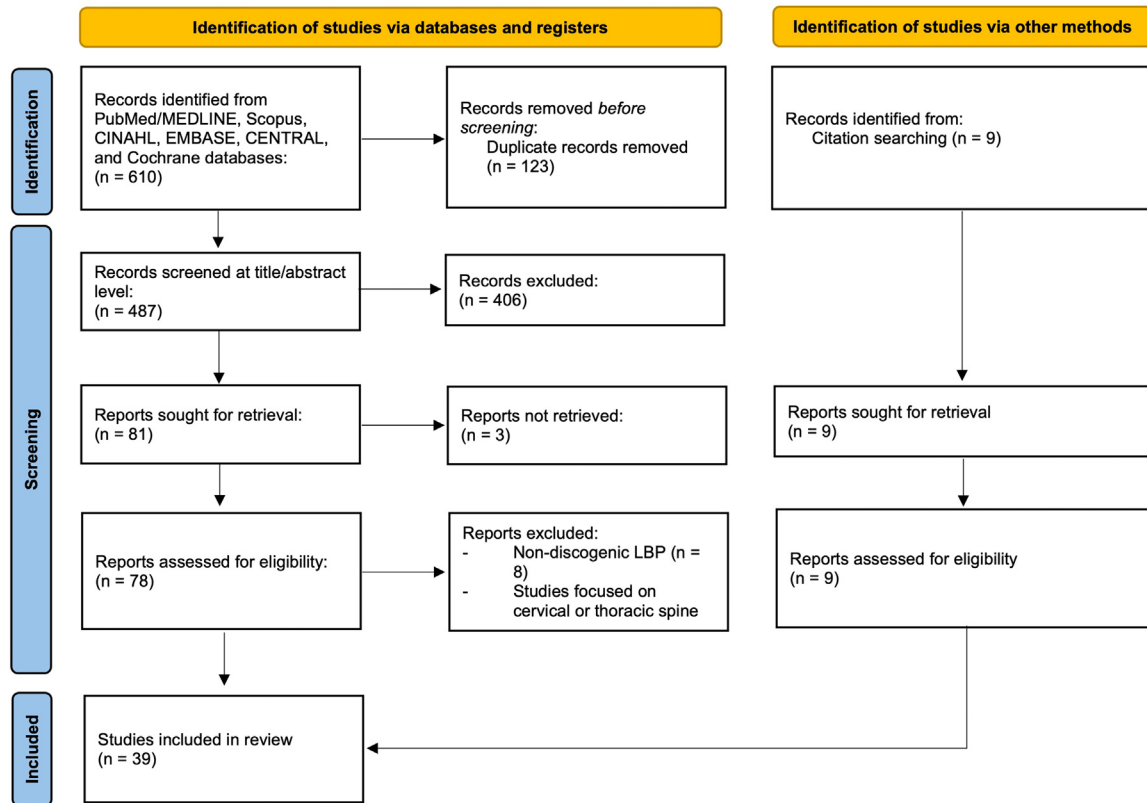 Identification of studies via databases and registers
Identification of studies via other methods
Identification
Records identified from
PubMed/MEDLINE, Scopus,
CINAHL, EMBASE, CENTRAL,
and Cochrane databases:
(n = 610)
Records removed before
screening:
Duplicate records removed
(n = 123)
Records identified from:
Citation searching (n = 9)
Screening
Records screened at title/abstract
level:
(n = 487)
Records excluded:
(n = 406)
Reports sought for retrieval:
(n = 81)
Reports not retrieved:
(n = 3)
Reports sought for retrieval
(n = 9)
Reports assessed for eligibility:
(n = 78)
Reports excluded:
- Non-discogenic LBP (n =
8)
- Studies focused on
cervical or thoracic spine
Reports assessed for eligibility
(n = 9)
Included
Studies included in review
(n = 39)